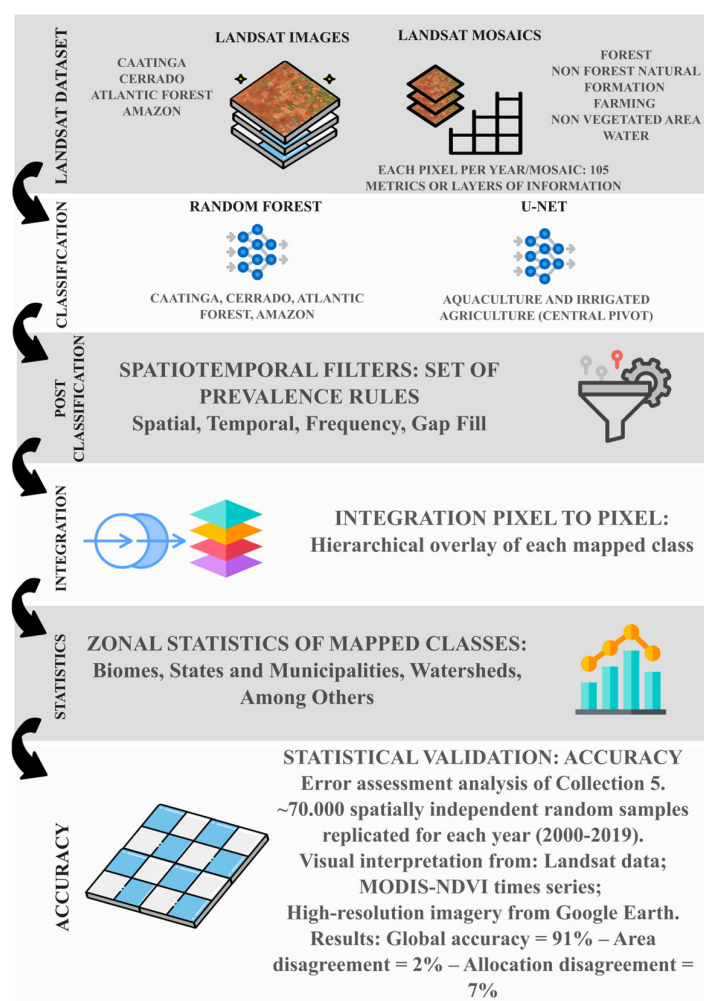 LANDSAT DATASET
LANDSAT IMAGES
CAATINGA
CERRADO
ATLANTIC FOREST
AMAZON
LANDSAT MOSAICS
FOREST
NON FOREST NATURAL
FORMATION
FARMING
NON VEGETATED AREA
WATER
EACH PIXEL PER YEAR/MOSAIC: 105
METRICS OR LAYERS OF INFORMATION
CLASSIFICATION
RANDOM FOREST
CAATINGA, CERRADO, ATLANTIC
FOREST, AMAZON
U-NET
AQUACULTURE AND IRRIGATED
AGRICULTURE (CENTRAL PIVOT)
POST
CLASSIFICATION
SPATIOTEMPORAL FILTERS: SET OF
PREVALENCE RULES
Spatial, Temporal, Frequency, Gap Fill
INTEGRATION
INTEGRATION PIXEL TO PIXEL:
Hierarchical overlay of each mapped class
STATISTICS
ZONAL STATISTICS OF MAPPED CLASSES:
Biomes, States and Municipalities, Watersheds,
Among Others
ACCURACY
STATISTICAL VALIDATION: ACCURACY
Error assessment analysis of Collection 5.
~70.000 spatially independent random samples
replicated for each year (2000-2019).
Visual interpretation from: Landsat data;
MODIS-NDVI times series;
High-resolution imagery from Google Earth.
Results: Global accuracy = 91% – Area
disagreement = 2% – Allocation disagreement =
7%